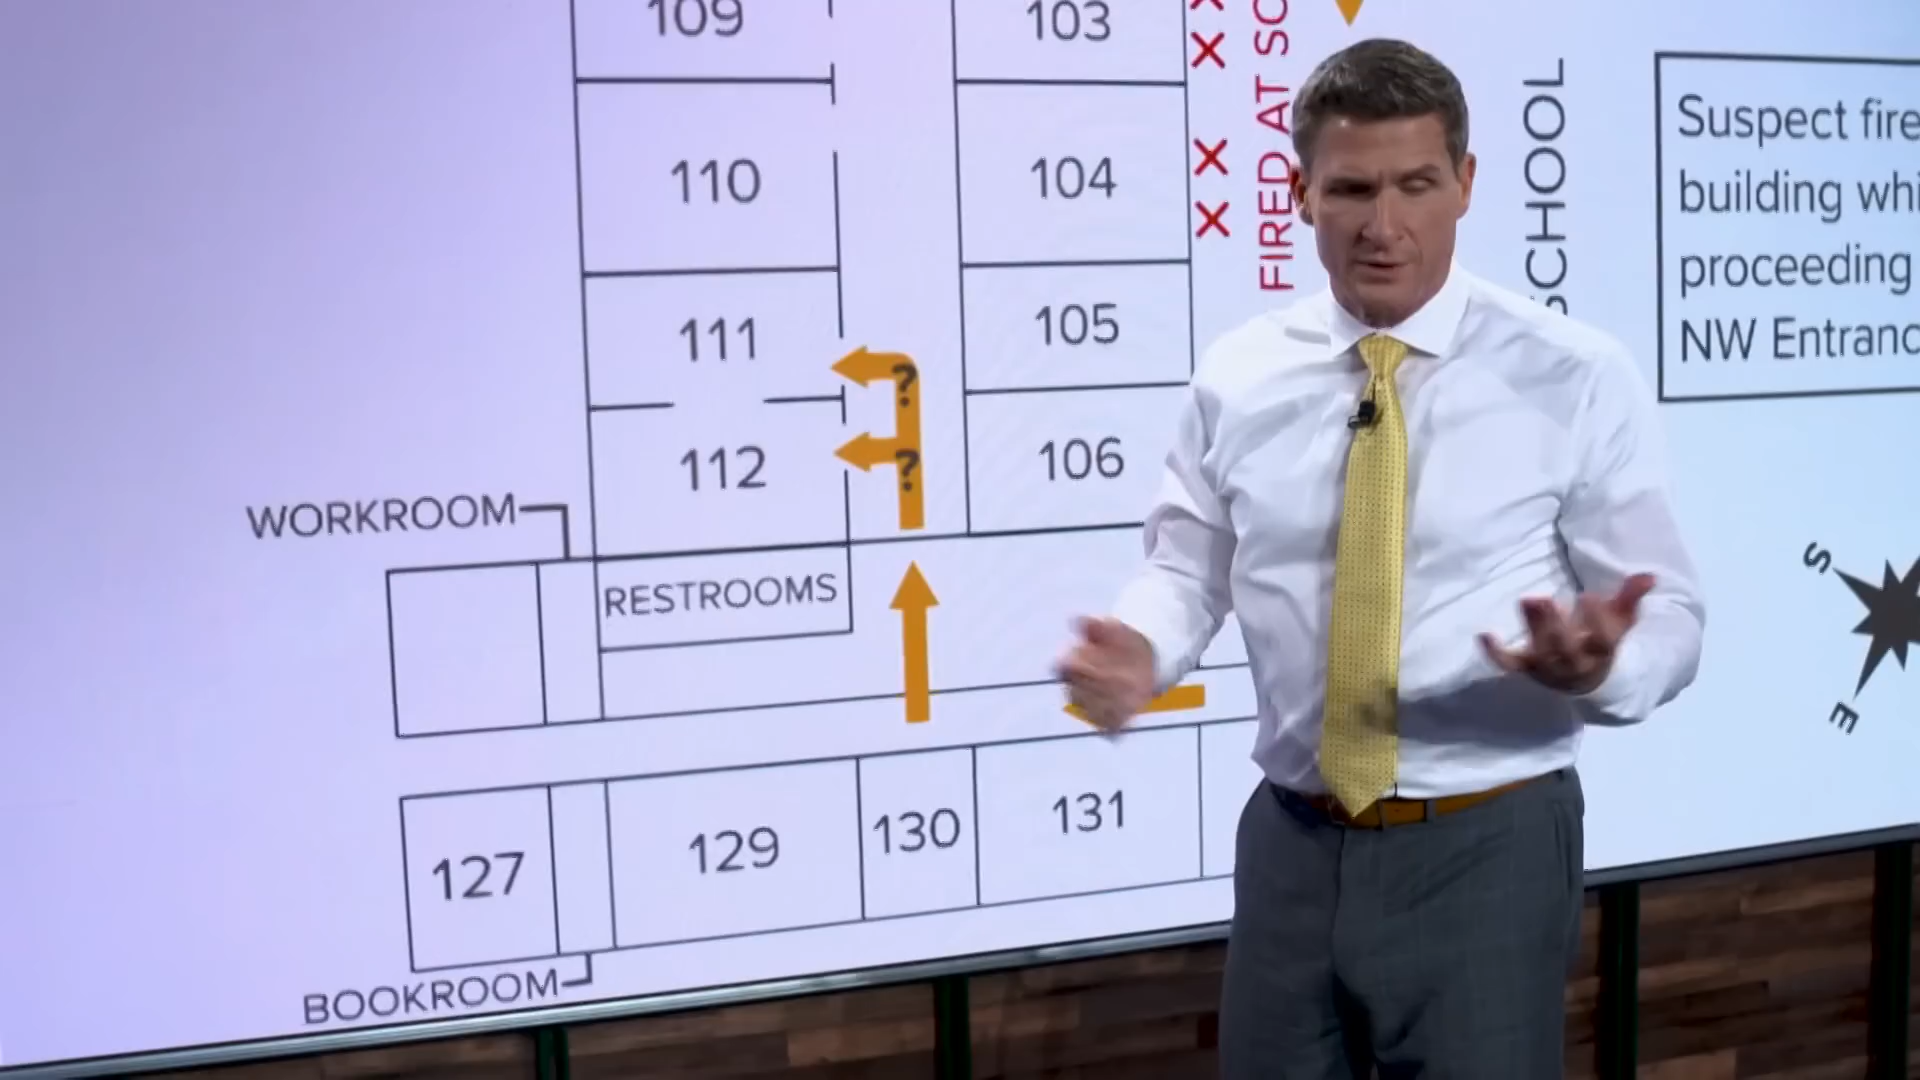 109
103
FIRED AT SC
SCHOOL
Suspect fire
building whi
proceeding
NW Entranc
110
104
111
105
?
112
?
106
WORKROOM
RESTROOMS
S
E
127
129
130
131
BOOKROOM